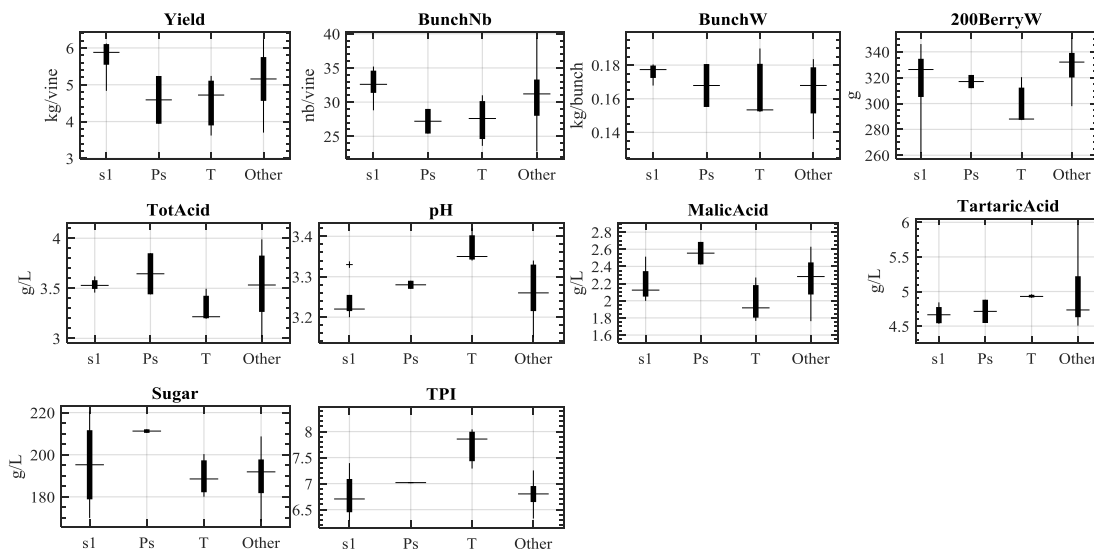 Yield
kg/vine
6
5
4
3
s1 Ps T Other
BunchNb
nb/vine
40
35
30
25
s1 Ps T Other
BunchW
kg/bunch
0.18
0.16
0.14
s1 Ps T Other
200BerryW
g
340
320
300
280
260
s1 Ps T Other
TotAcid
g/L
4
3.5
3
s1 Ps T Other
pH
3.4
3.3
3.2
s1 Ps T Other
MalicAcid
g/L
2.8
2.6
2.4
2.2
2
1.8
1.6
s1 Ps T Other
TartaricAcid
g/L
6
5.5
5
4.5
s1 Ps T Other
Sugar
g/L
220
200
180
s1 Ps T Other
TPI
8
7.5
7
6.5
s1 Ps T Other